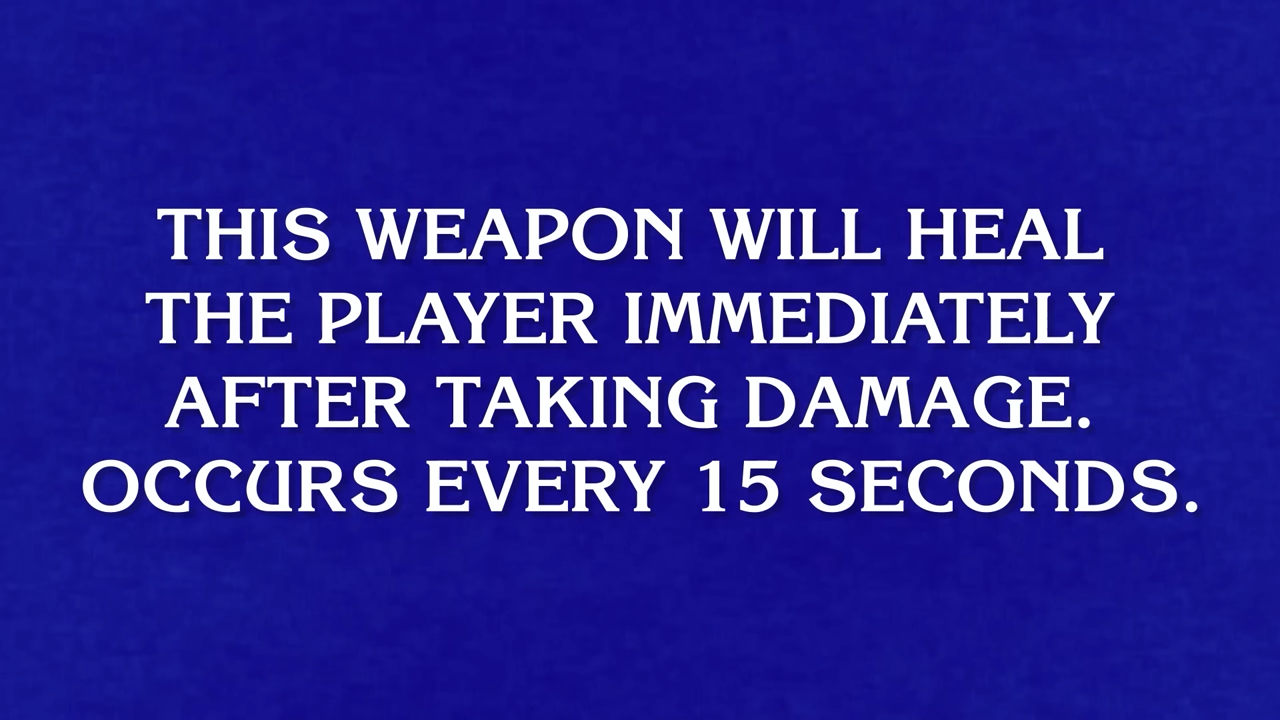 THIS WEAPON WILL HEAL
THE PLAYER IMMEDIATELY
AFTER TAKING DAMAGE.
OCCURS EVERY 15 SECONDS.